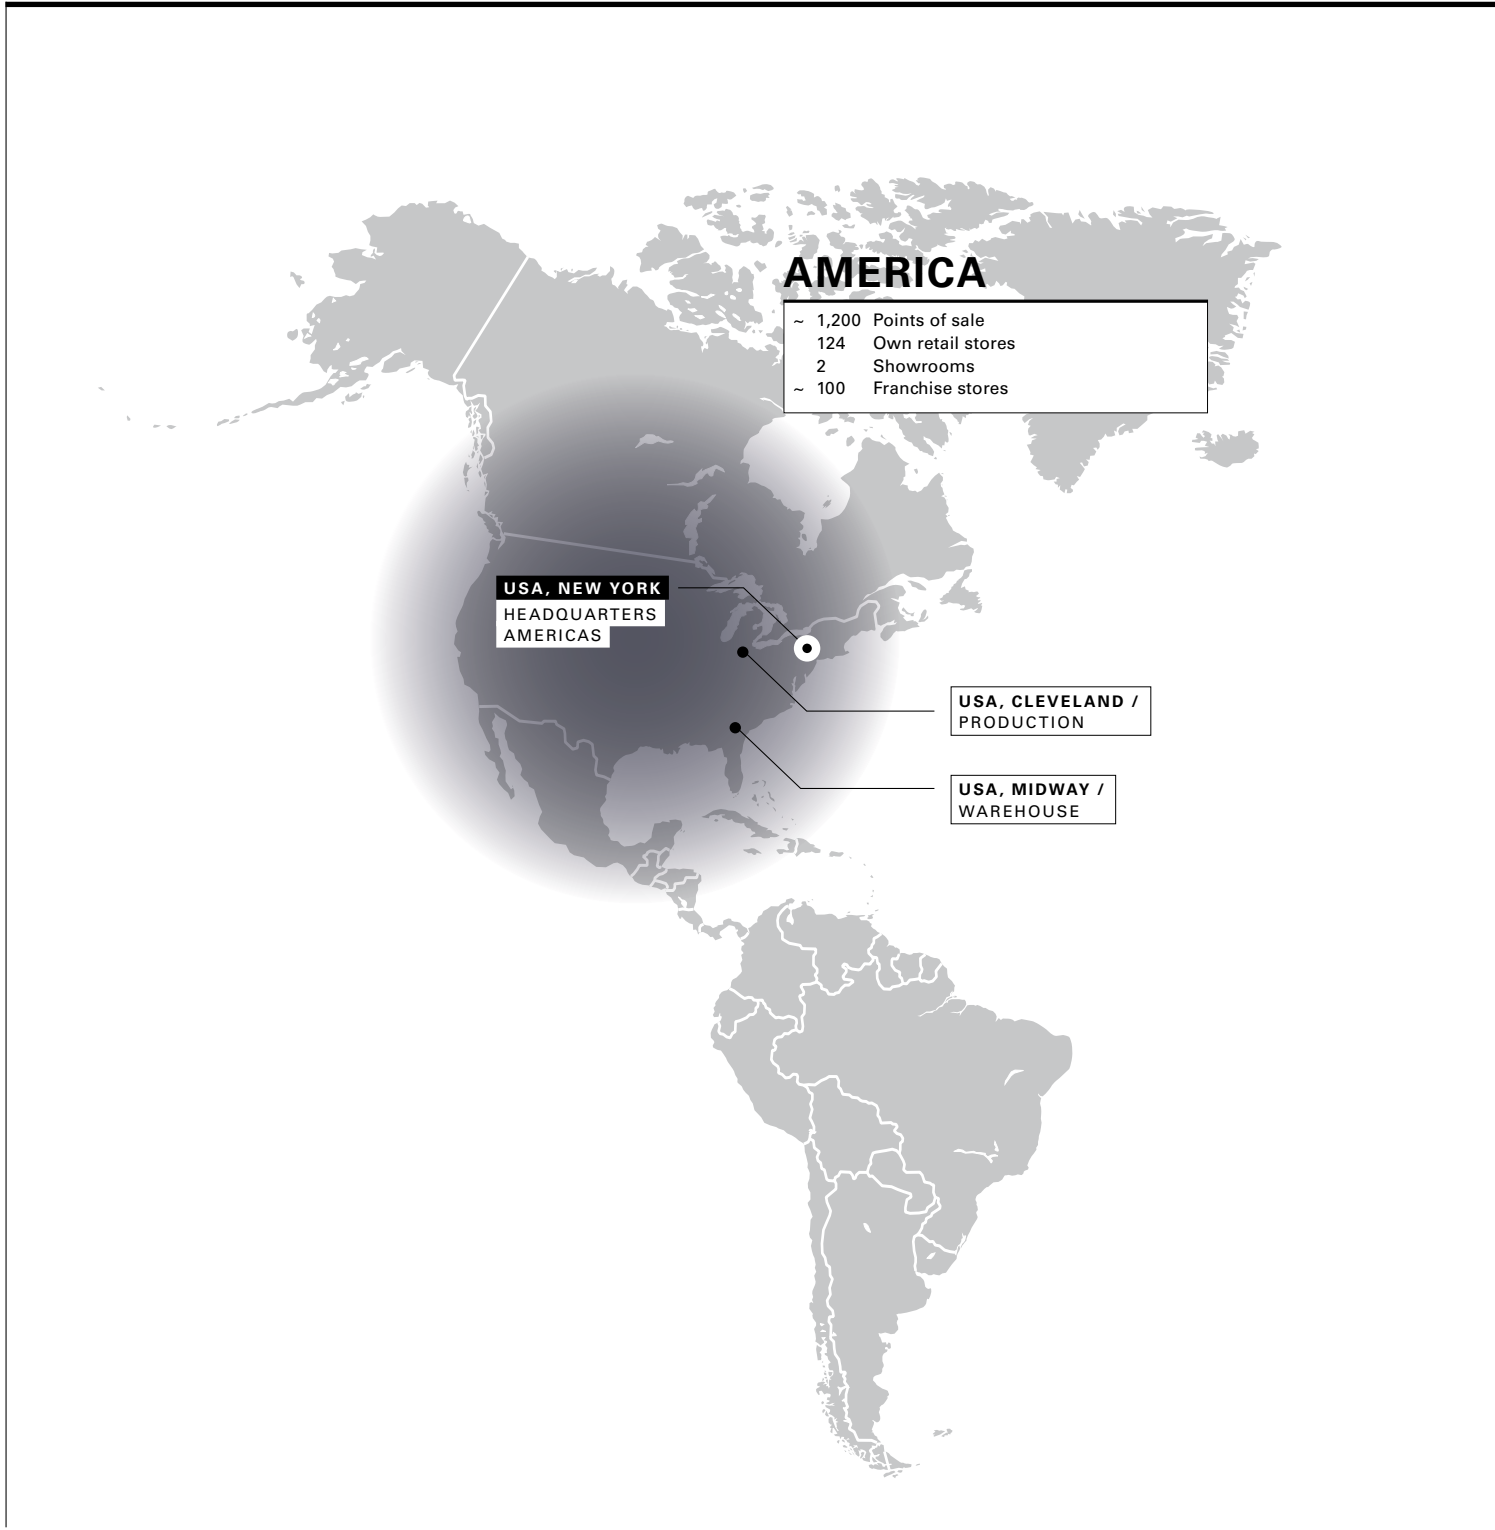 AMERICA
~ 1,200 Points of sale
124 Own retail stores
2 Showrooms
~ 100 Franchise stores
USA, NEW YORK
HEADQUARTERS
AMERICAS
USA, CLEVELAND /
PRODUCTION
USA, MIDWAY /
WAREHOUSE